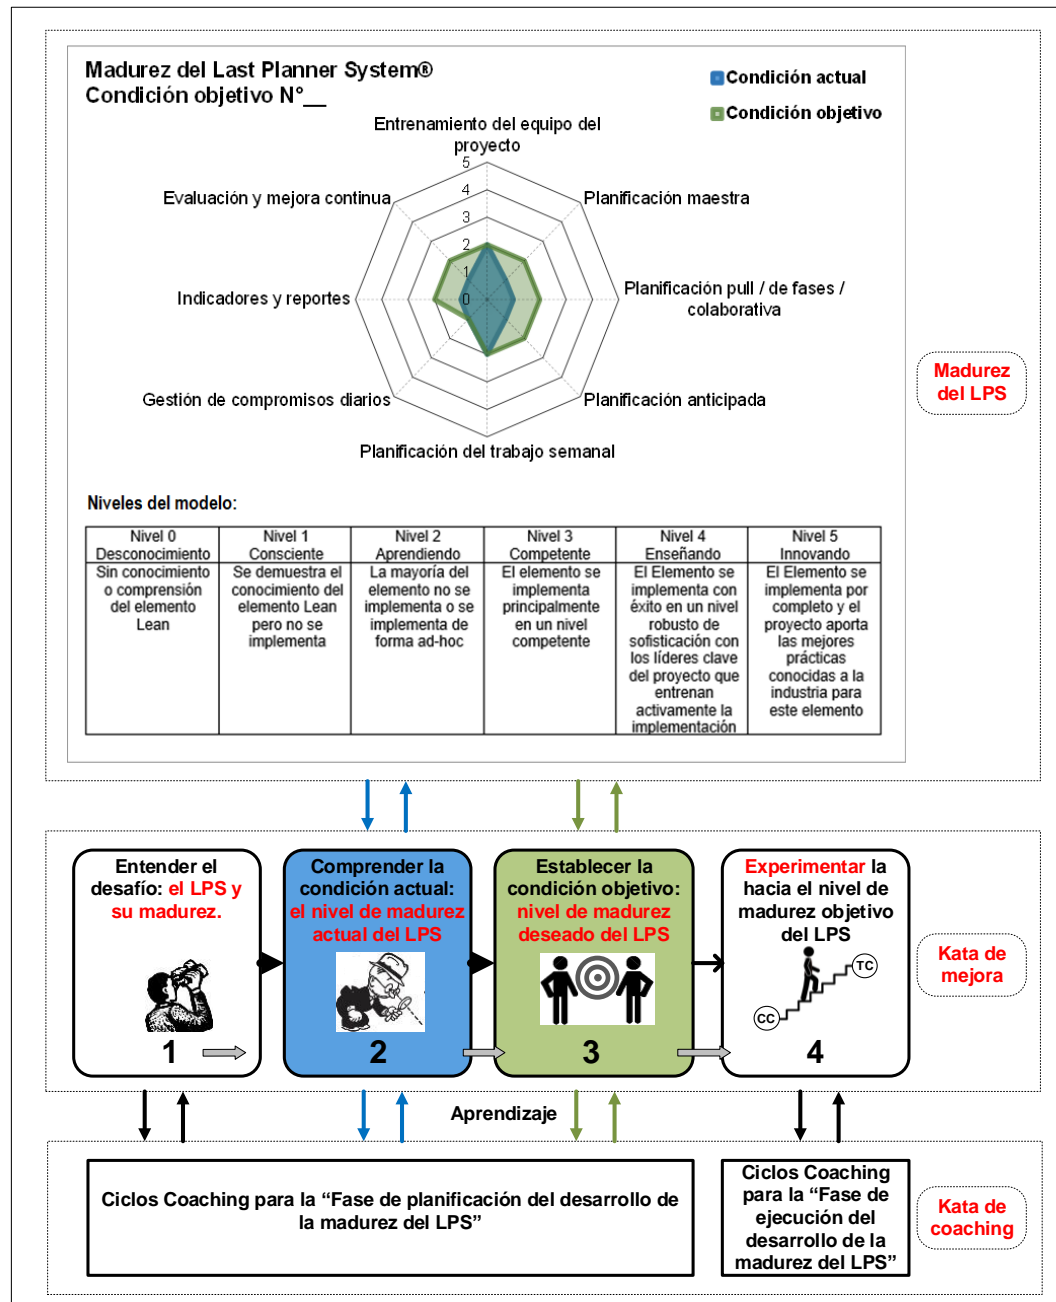 Madurez del Last Planner System®
Condición objetivo N°__
Condición actual
Condición objetivo
Entrenamiento del equipo del
proyecto
Planificación maestra
Planificación pull / de fases /
colaborativa
Planificación anticipada
Planificación del trabajo semanal
Gestión de compromisos diarios
Indicadores y reportes
Evaluación y mejora continua
5
4
3
2
1
0
Madurez
del LPS
Niveles del modelo:
Nivel 0
Desconocimiento
Nivel 1
Consciente
Nivel 2
Aprendiendo
Nivel 3
Competente
Nivel 4
Enseñando
Nivel 5
Innovando
Sin conocimiento
o comprensión
del elemento
Lean
Se demuestra el
conocimiento del
elemento Lean
pero no se
implementa
La mayoría del
elemento no se
implementa o se
implementa de
forma ad-hoc
El elemento se
implementa
principalmente
en un nivel
competente
El Elemento se
implementa con
éxito en un nivel
robusto de
sofisticación con
los líderes clave
del proyecto que
entrenan
activamente la
implementación
El Elemento se
implementa por
completo y el
proyecto aporta
las mejores
prácticas
conocidas a la
industria para
este elemento
Entender el
desafío: el LPS y
su madurez.
1
Comprender la
condición actual:
el nivel de madurez
actual del LPS
2
Establecer la
condición objetivo:
nivel de madurez
deseado del LPS
3
Experimentar la
hacia el nivel de
madurez objetivo
del LPS
TC
CC
4
Kata de
mejora
Aprendizaje
Ciclos Coaching para la “Fase de planificación del desarrollo de
la madurez del LPS”
Ciclos Coaching
para la “Fase de
ejecución del
desarrollo de la
madurez del LPS”
Kata de
coaching